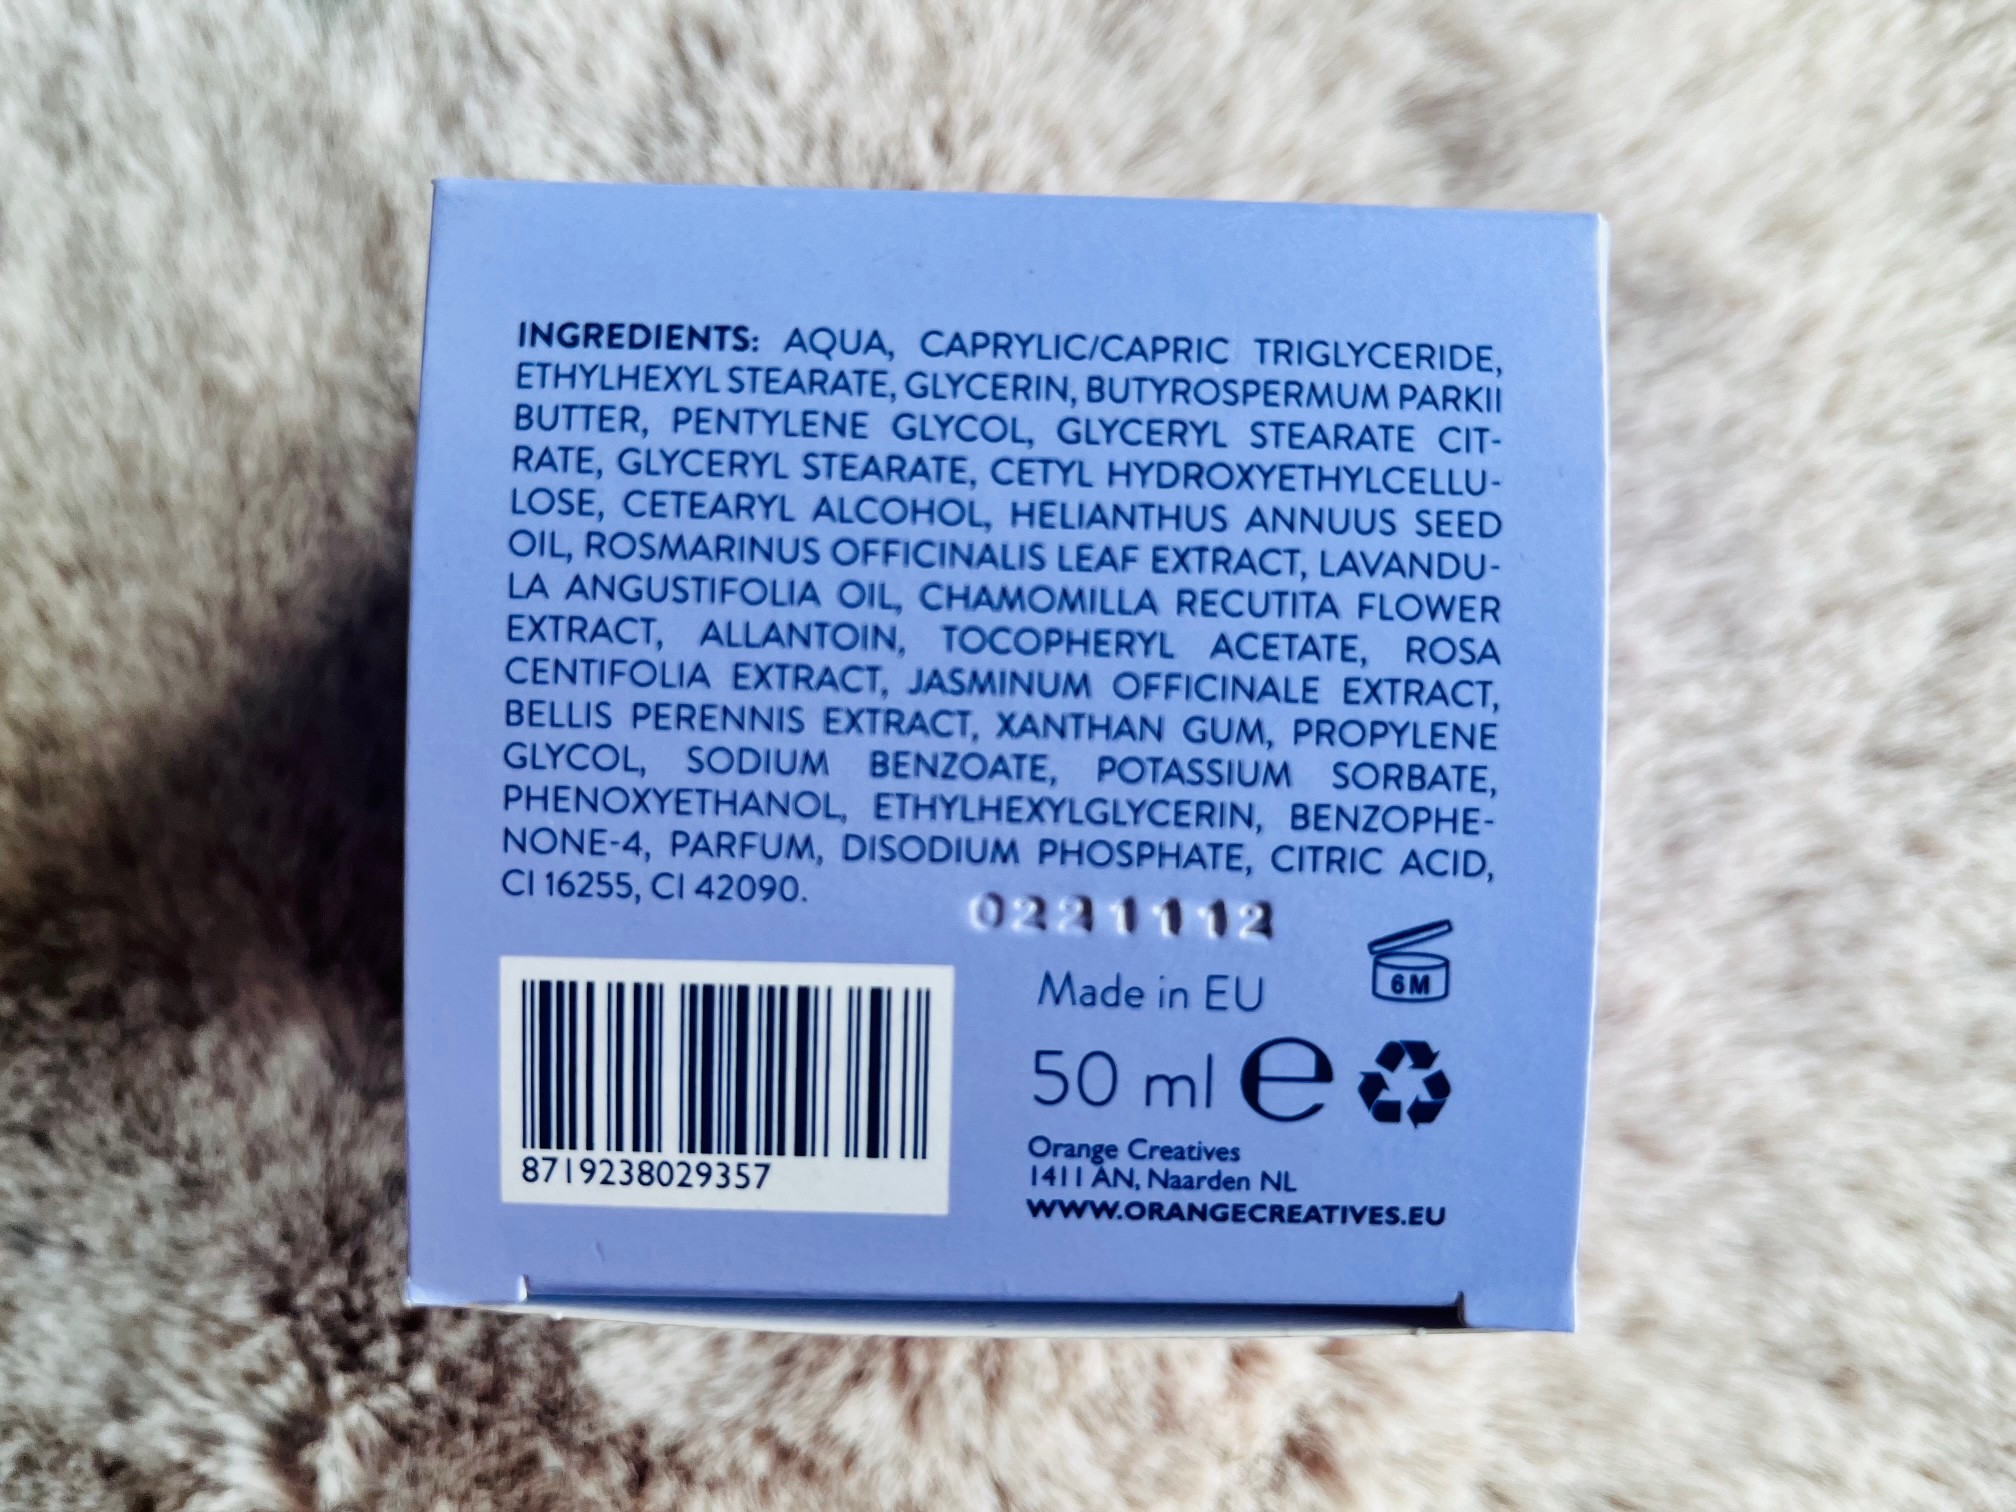 INGREDIENTS: AQUA, CAPRYLIC/CAPRIC TRIGLYCERIDE,
ETHYLHEXYL STEARATE, GLYCERIN, BUTYROSPERMUM PARKII
BUTTER, PENTYLENE GLYCOL, GLYCERYL STEARATE CIT-
RATE, GLYCERYL STEARATE, CETYL HYDROXYETHYLCELLU-
LOSE, CETEARYL ALCOHOL, HELIANTHUS ANNUUS SEED
OIL, ROSMARINUS OFFICINALIS LEAF EXTRACT, LAVANDU-
LA ANGUSTIFOLIA OIL, CHAMOMILLA RECUTITA FLOWER
EXTRACT, ALLANTOIN, TOCOPHERYL ACETATE, ROSA
CENTIFOLIA EXTRACT, JASMINUM OFFICINALE EXTRACT,
BELLIS PERENNIS EXTRACT, XANTHAN GUM, PROPYLENE
GLYCOL, SODIUM BENZOATE, POTASSIUM SORBATE,
PHENOXYETHANOL, ETHYLHEXYLGLYCERIN, BENZOPHE-
NONE-4, PARFUM, DISODIUM PHOSPHATE, CITRIC ACID,
CI 16255, CI 42090.
0221112
Made in EU
6M
50 ml e
8719238029357
Orange Creatives
1411 AN, Naarden NL
WWW.ORANGECREATIVES.EU